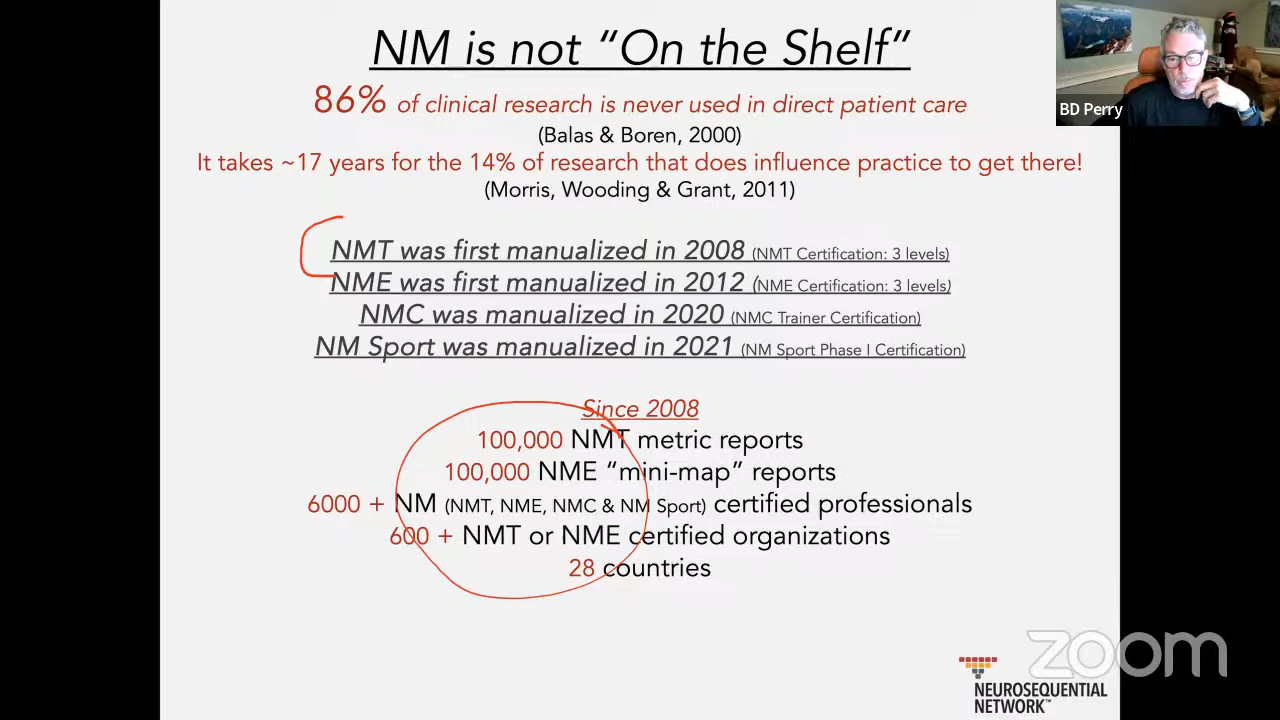 NM is not “On the Shelf”
86% of clinical research is never used in direct patient care
(Balas & Boren, 2000)
It takes ~17 years for the 14% of research that does influence practice to get there!
(Morris, Wooding & Grant, 2011)
NMT was first manualized in 2008 (NMT Certification: 3 levels)
NME was first manualized in 2012 (NME Certification: 3 levels)
NMC was manualized in 2020 (NMC Trainer Certification)
NM Sport was manualized in 2021 (NM Sport Phase I Certification)
Since 2008
100,000 NMT metric reports
100,000 NME “mini-map” reports
6000 + NM (NMT, NME, NMC & NM Sport) certified professionals
600 + NMT or NME certified organizations
28 countries
BD Perry
zoom
NEUROSEQUENTIAL
NETWORK™